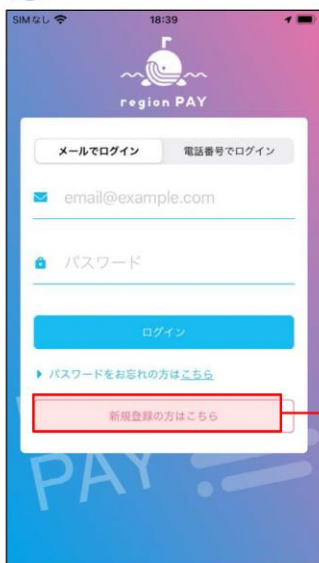 SIMなし 18:39
region PAY
メールでログイン 電話番号でログイン
email@example.com
パスワード
ログイン
パスワードをお忘れの方はこちら
新規登録の方はこちら
PAY